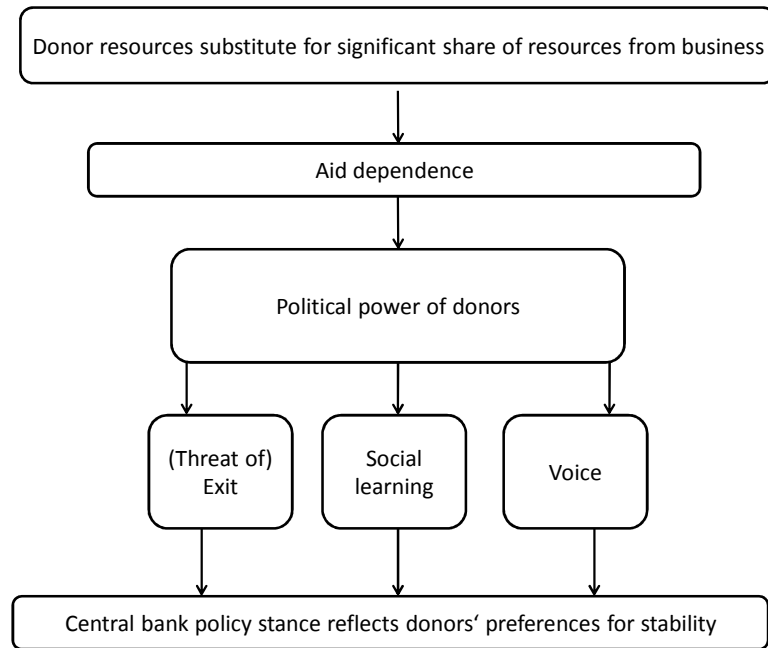 Donor resources substitute for significant share of resources from business
Aid dependence
Political power of donors
(Threat of)
Exit
Social
learning
Voice
Central bank policy stance reflects donors‘ preferences for stability